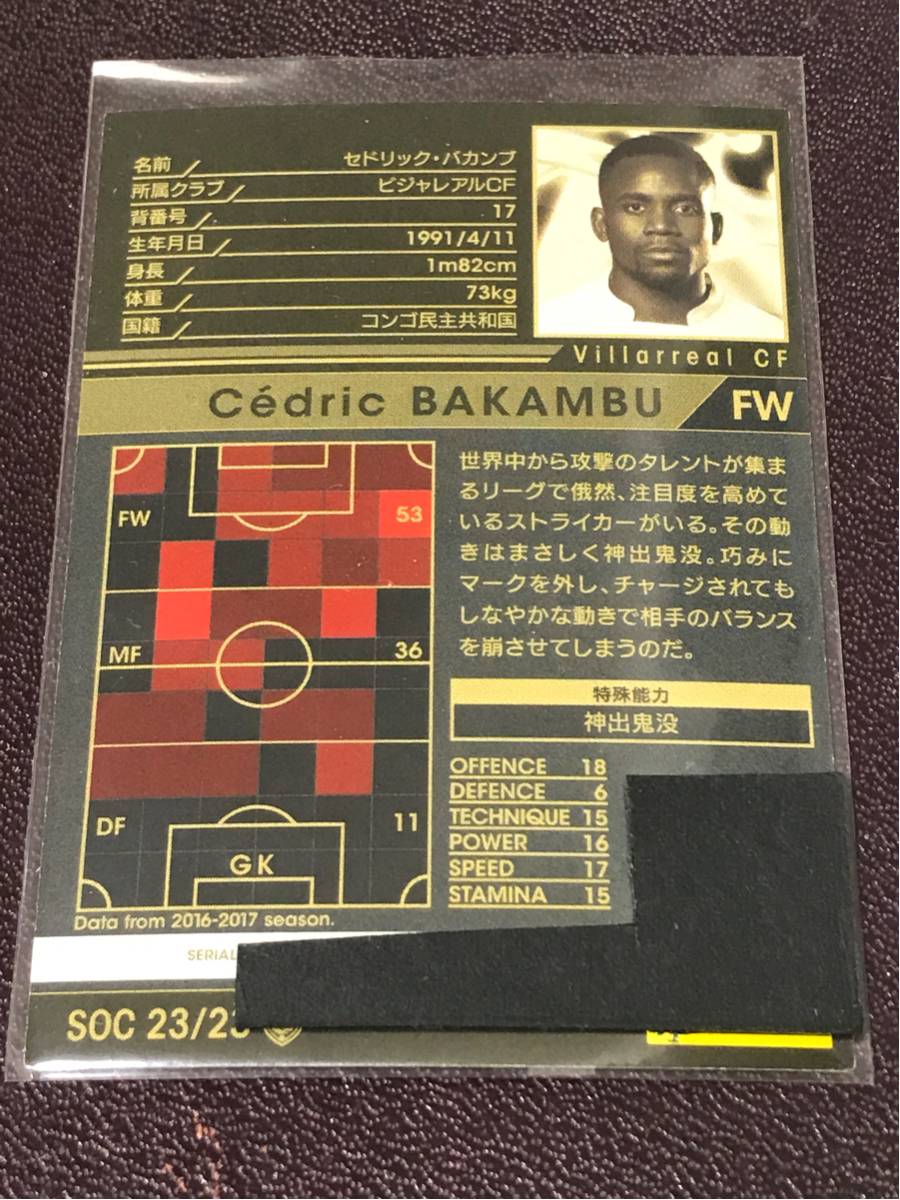 名前 セドリック・バカンブ
所属クラブ ビジャレアルCF
背番号 17
生年月日 1991/4/11
身長 1m82cm
体重 73kg
国籍 コンゴ民主共和国
Villarreal CF
Cédric BAKAMBU FW
世界中から攻撃のタレントが集ま
るリーグで俄然、注目度を高めて
いるストライカーがいる。その動
きはまさしく神出鬼没。巧みに
マークを外し、チャージされても
しなやかな動きで相手のバランス
を崩させてしまうのだ。
FW 53
MF 36
DF 11
GK
特殊能力
神出鬼没
OFFENCE 18
DEFENCE 6
TECHNIQUE 15
POWER 16
SPEED 17
STAMINA 15
Data from 2016-2017 season.
SERIAL
SOC 23/23